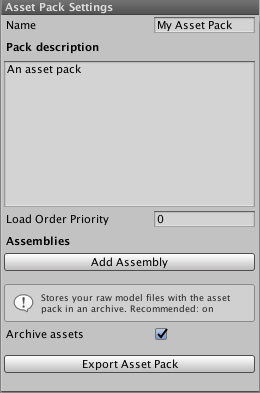 Asset Pack Settings
Name My Asset Pack
Pack description
An asset pack
Load Order Priority 0
Assemblies
Add Assembly
Stores your raw model files with the asset
pack in an archive. Recommended: on
Archive assets
Export Asset Pack